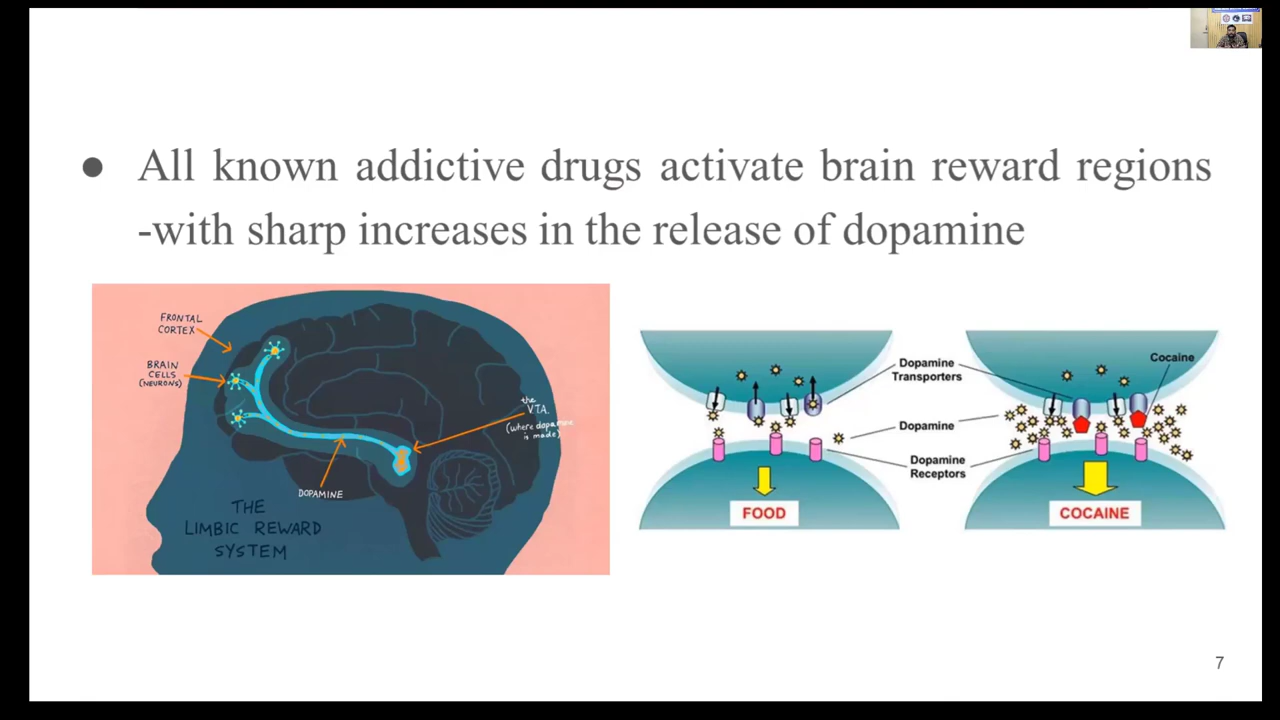 ● All known addictive drugs activate brain reward regions
-with sharp increases in the release of dopamine
FRONTAL
CORTEX
BRAIN
CELLS
(NEURONS)
the
V.T.A.
(where dopamine
is made)
DOPAMINE
THE
LIMBIC REWARD
SYSTEM
Dopamine
Transporters
Cocaine
Dopamine
Dopamine
Receptors
FOOD
COCAINE
7